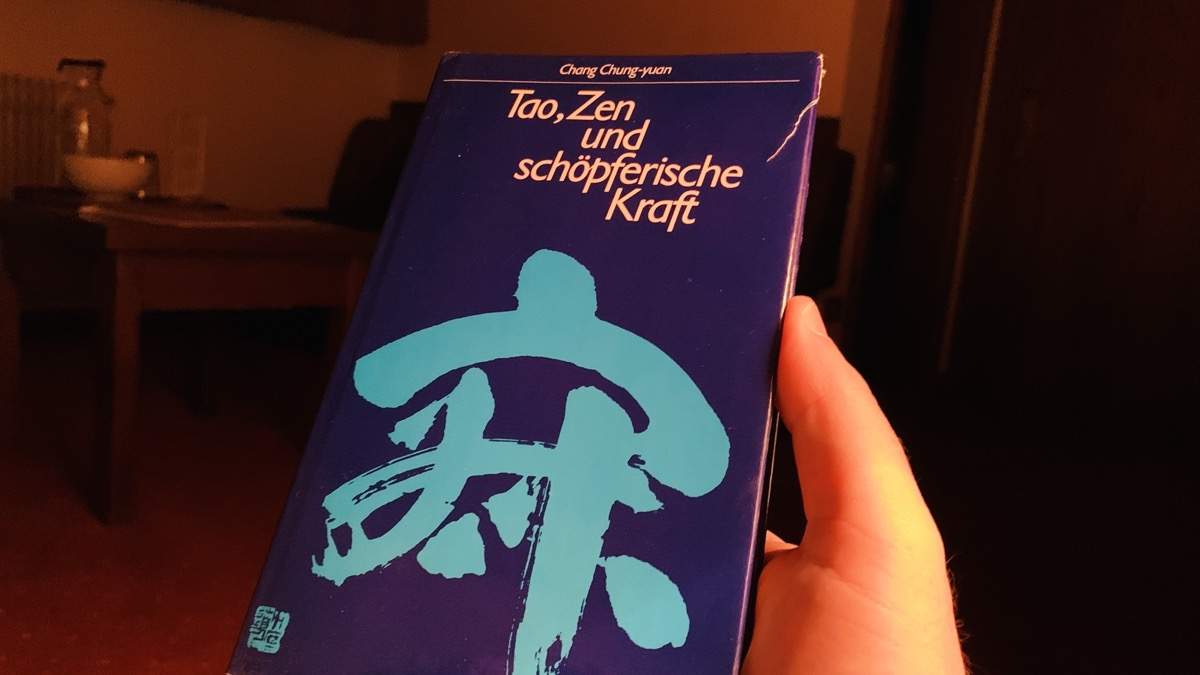 Chang Chung-yuan
Tao, Zen
und
schöpferische
Kraft